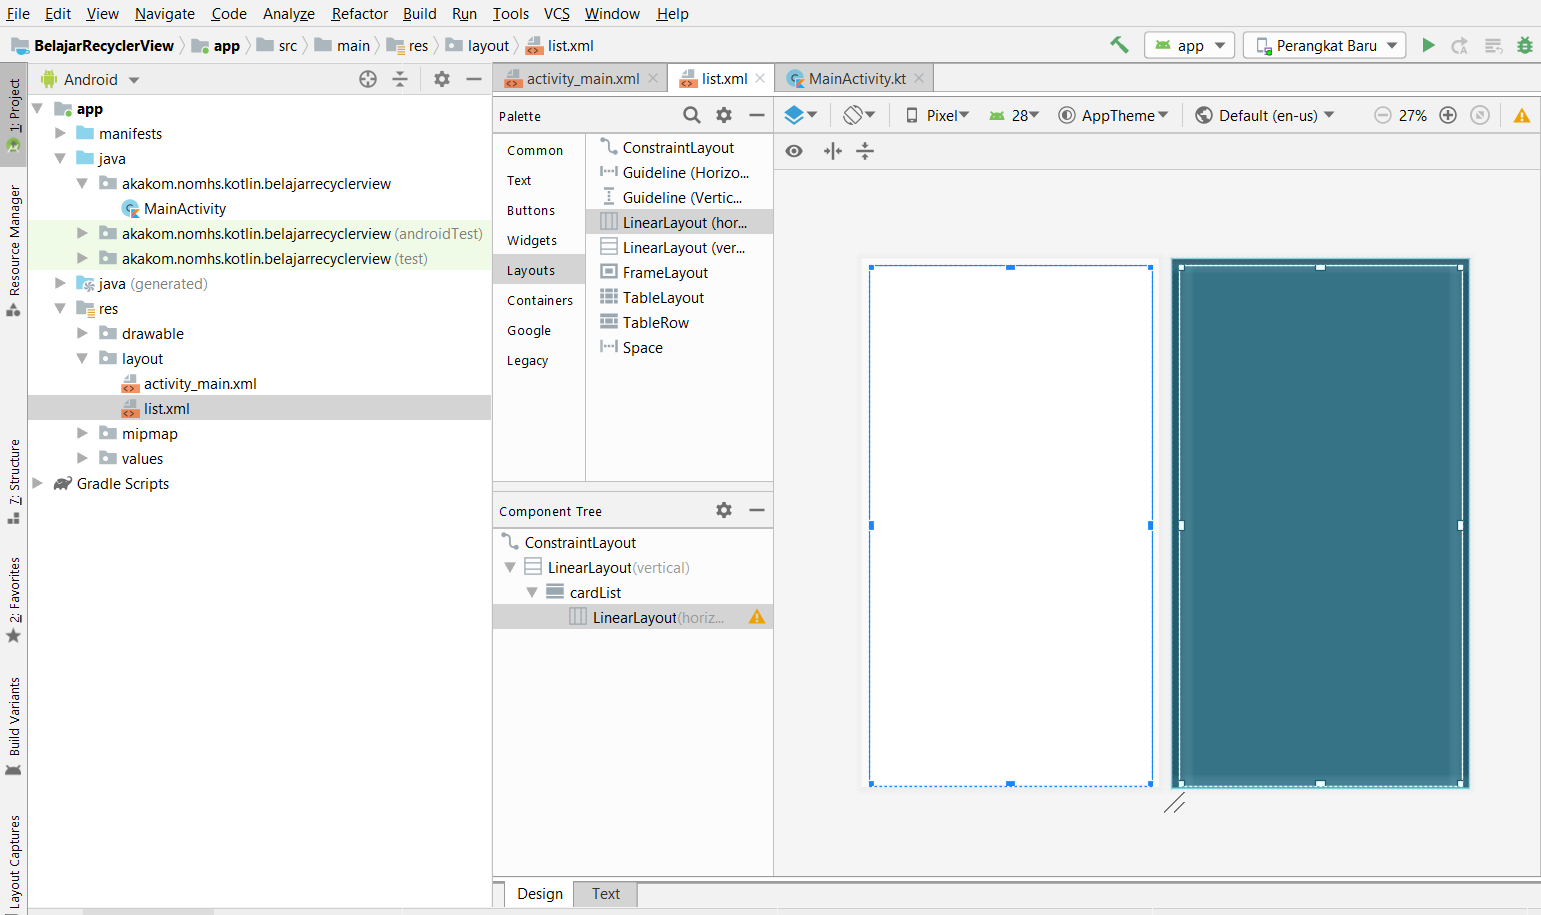 File Edit View Navigate Code Analyze Refactor Build Run Tools VCS Window Help
BelajarRecyclerView app src main res layout list.xml app Perangkat Baru
1: Project
Resource Manager
7: Structure
2: Favorites
Build Variants
Layout Captures
Android
app
manifests
java
akakom.nomhs.kotlin.belajarrecyclerview
MainActivity
akakom.nomhs.kotlin.belajarrecyclerview (androidTest)
akakom.nomhs.kotlin.belajarrecyclerview (test)
java (generated)
res
drawable
layout
activity_main.xml
list.xml
mipmap
values
Gradle Scripts
activity_main.xml list.xml MainActivity.kt
Palette
Common
Text
Buttons
Widgets
Layouts
Containers
Google
Legacy
ConstraintLayout
Guideline (Horizo...
Guideline (Vertic...
LinearLayout (hor...
LinearLayout (ver...
FrameLayout
TableLayout
TableRow
Space
Pixel 28 AppTheme Default (en-us) 27%
Component Tree
ConstraintLayout
LinearLayout(vertical)
cardList
LinearLayout(horiz...
Design Text